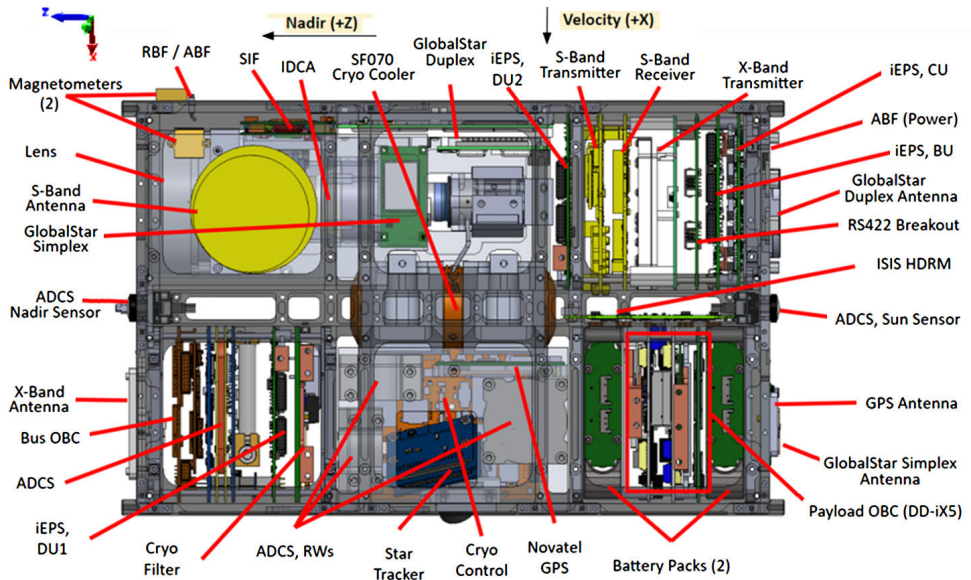 Z
X
Nadir (+Z)
Velocity (+X)
RBF / ABF
SIF
IDCA
SF070
Cryo Cooler
GlobalStar
Duplex
iEPS,
DU2
S-Band
Transmitter
S-Band
Receiver
X-Band
Transmitter
iEPS, CU
Magnetometers
(2)
Lens
S-Band
Antenna
GlobalStar
Simplex
ADCS
Nadir Sensor
X-Band
Antenna
Bus OBC
ADCS
iEPS,
DU1
Cryo
Filter
ADCS, RWs
Star
Tracker
Cryo
Control
Novatel
GPS
Battery Packs (2)
ABF (Power)
iEPS, BU
GlobalStar
Duplex Antenna
RS422 Breakout
ISIS HDRM
ADCS, Sun Sensor
GPS Antenna
GlobalStar Simplex
Antenna
Payload OBC (DD-iX5)